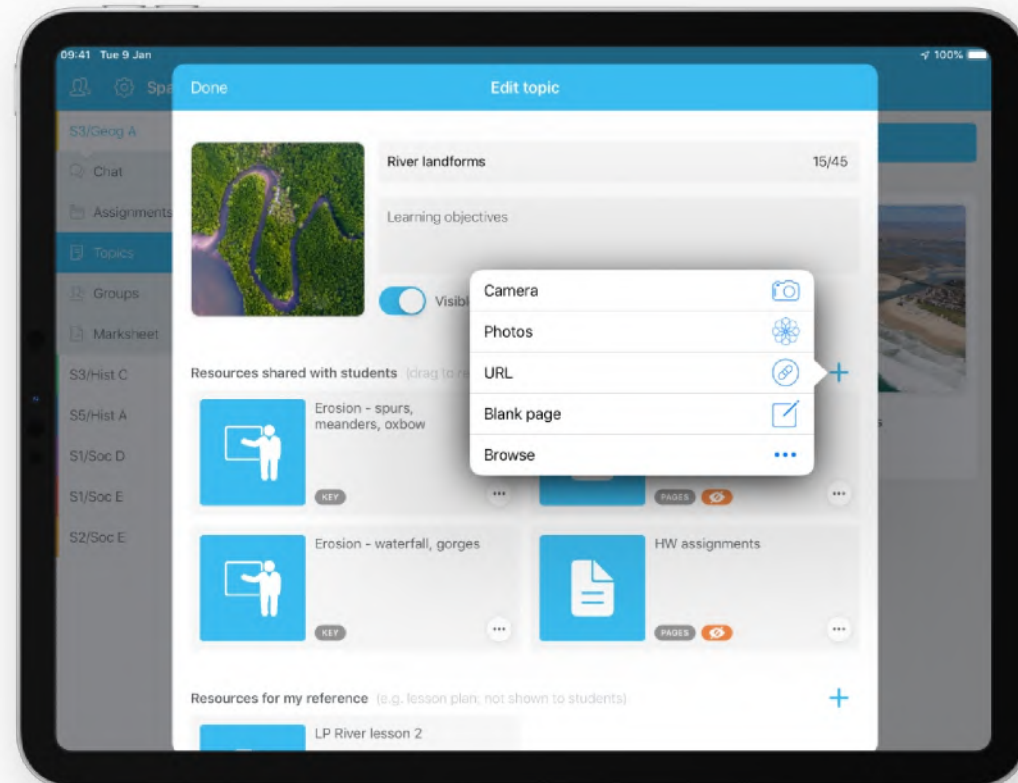 09:41 Tue 9 Jan
100%
Done
Edit topic
S3/Geog A
Chat
Assignments
Topics
Groups
Marksheet
S3/Hist C
S5/Hist A
S1/Soc D
S1/Soc E
S2/Soc E
River landforms
15/45
Learning objectives
Camera
Photos
URL
Blank page
Browse
Resources shared with students (drag to
Erosion - spurs,
meanders, oxbow
KEY
PAGES
Erosion - waterfall, gorges
KEY
HW assignments
PAGES
Resources for my reference (e.g. lesson plan; not shown to students)
LP River lesson 2